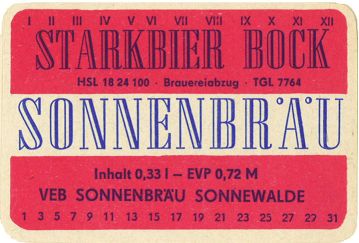 I II III IV V VI VII VIII IX X XI XII
STARKBIER BOCK
HSL 18 24 100 · Brauereiabzug · TGL 7764
SONNENBRÄU
Inhalt 0,33 l – EVP 0,72 M
VEB SONNENBRÄU SONNEWALDE
1 3 5 7 9 11 13 15 17 19 21 23 25 27 29 31